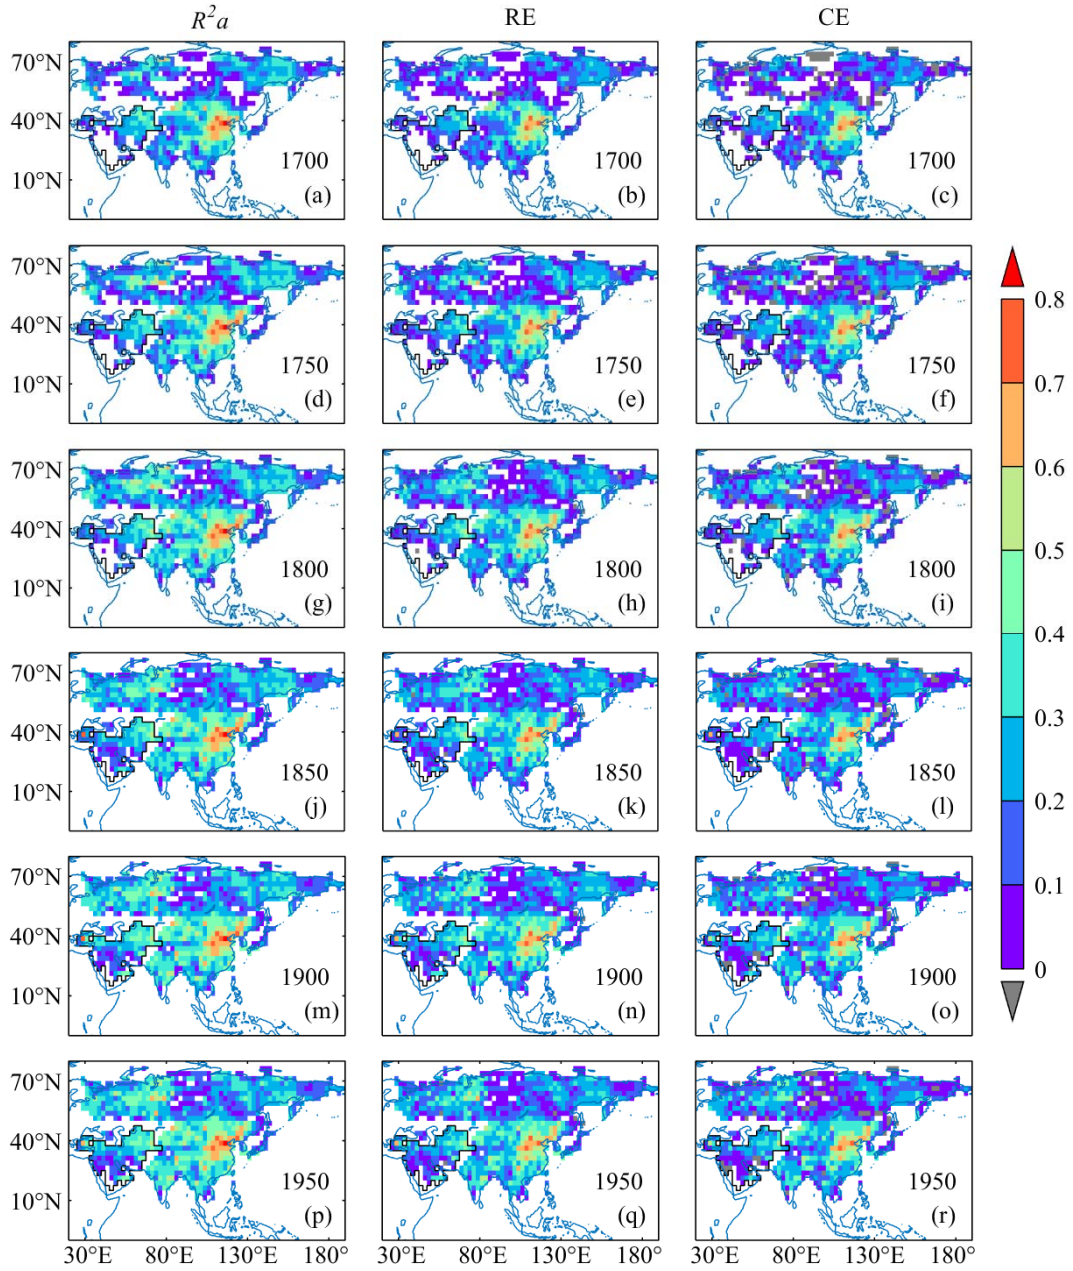 R²a RE CE
70°N
40°N
10°N
1700 1700 1700
(a) (b) (c)
70°N
40°N
10°N
1750 1750 1750
(d) (e) (f)
0.8
0.7
0.6
0.5
0.4
0.3
0.2
0.1
0
70°N
40°N
10°N
1800 1800 1800
(g) (h) (i)
70°N
40°N
10°N
1850 1850 1850
(j) (k) (l)
70°N
40°N
10°N
1900 1900 1900
(m) (n) (o)
70°N
40°N
10°N
1950 1950 1950
(p) (q) (r)
30°E 80°E 130°E 180° 30°E 80°E 130°E 180° 30°E 80°E 130°E 180°